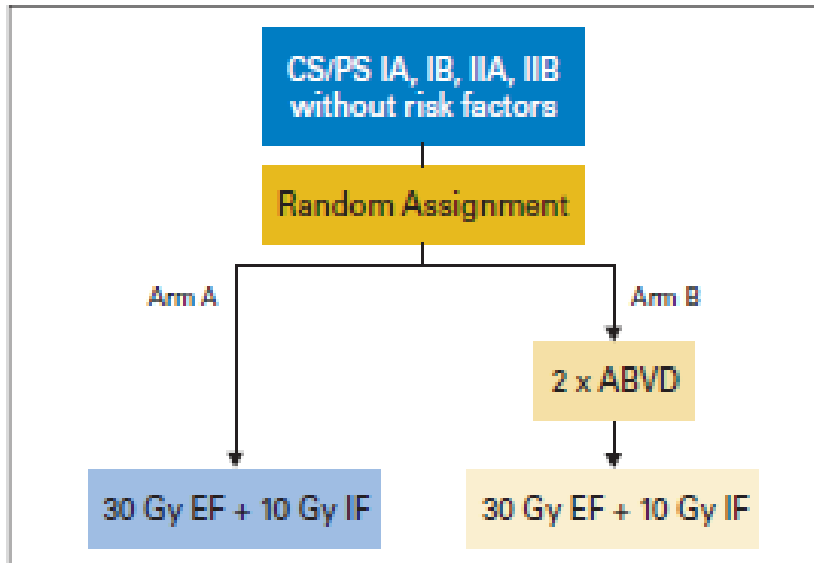 CS/PS IA, IB, IIA, IIB
without risk factors
Random Assignment
Arm A
Arm B
2 x ABVD
30 Gy EF + 10 Gy IF
30 Gy EF + 10 Gy IF